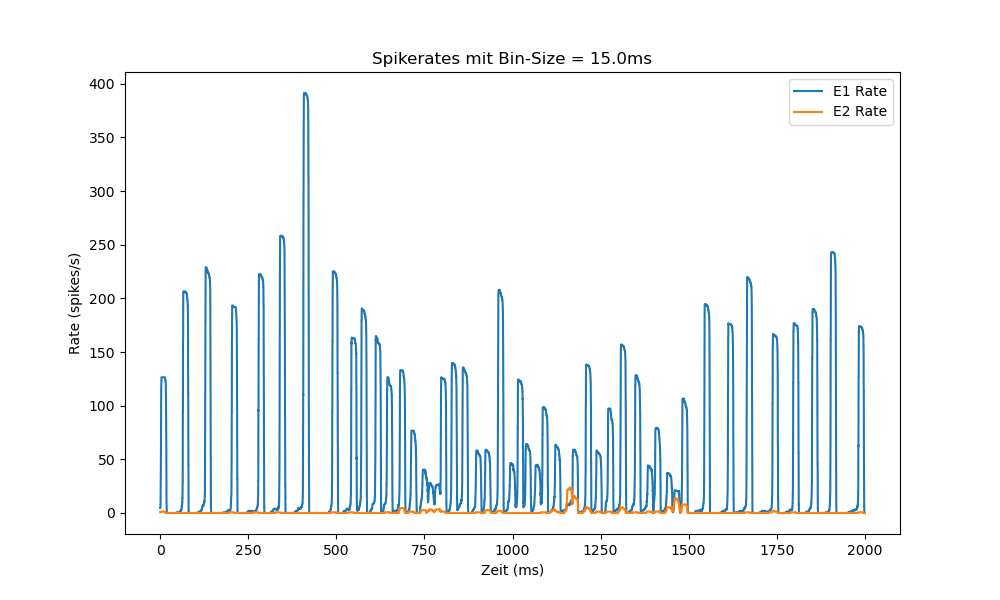 Spikerates mit Bin-Size = 15.0ms
E1 Rate
E2 Rate
400
350
300
250
200
150
100
50
0
Rate (spikes/s)
0 250 500 750 1000 1250 1500 1750 2000
Zeit (ms)